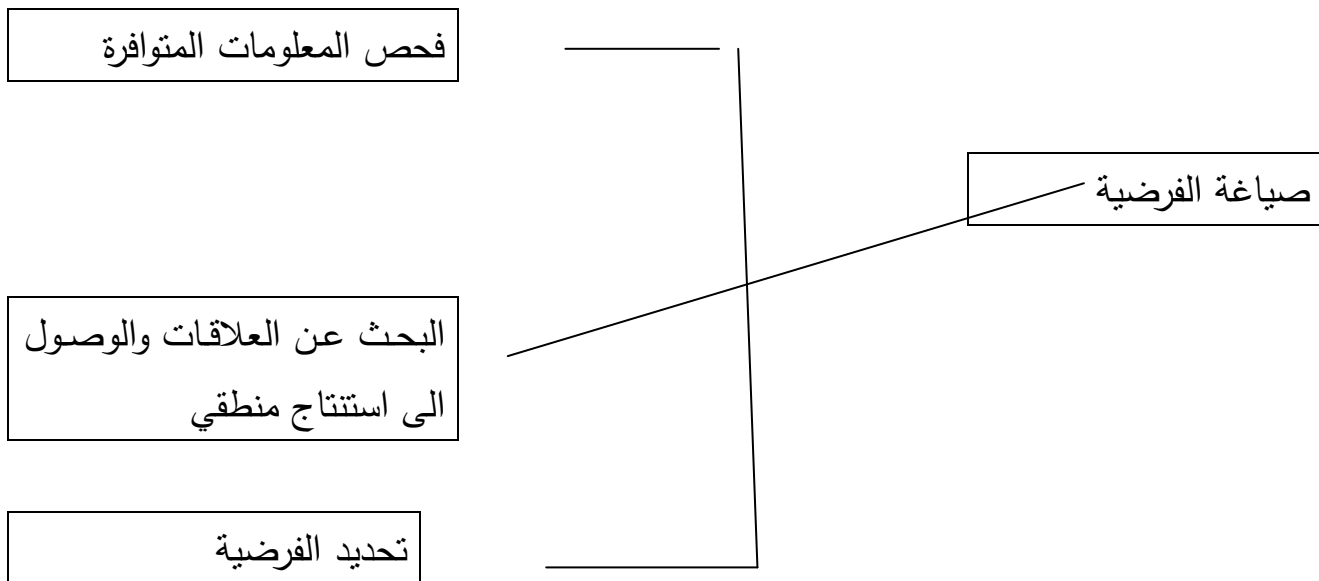 فحص المعلومات المتوافرة
صياغة الفرضية
البحث عن العلاقات والوصول
الى استنتاج منطقي
تحديد الفرضية